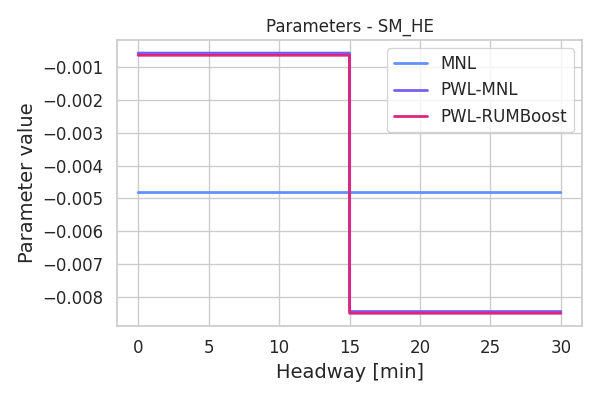 Parameters - SM_HE
MNL
PWL-MNL
PWL-RUMBoost
Parameter value
−0.001
−0.002
−0.003
−0.004
−0.005
−0.006
−0.007
−0.008
0 5 10 15 20 25 30
Headway [min]